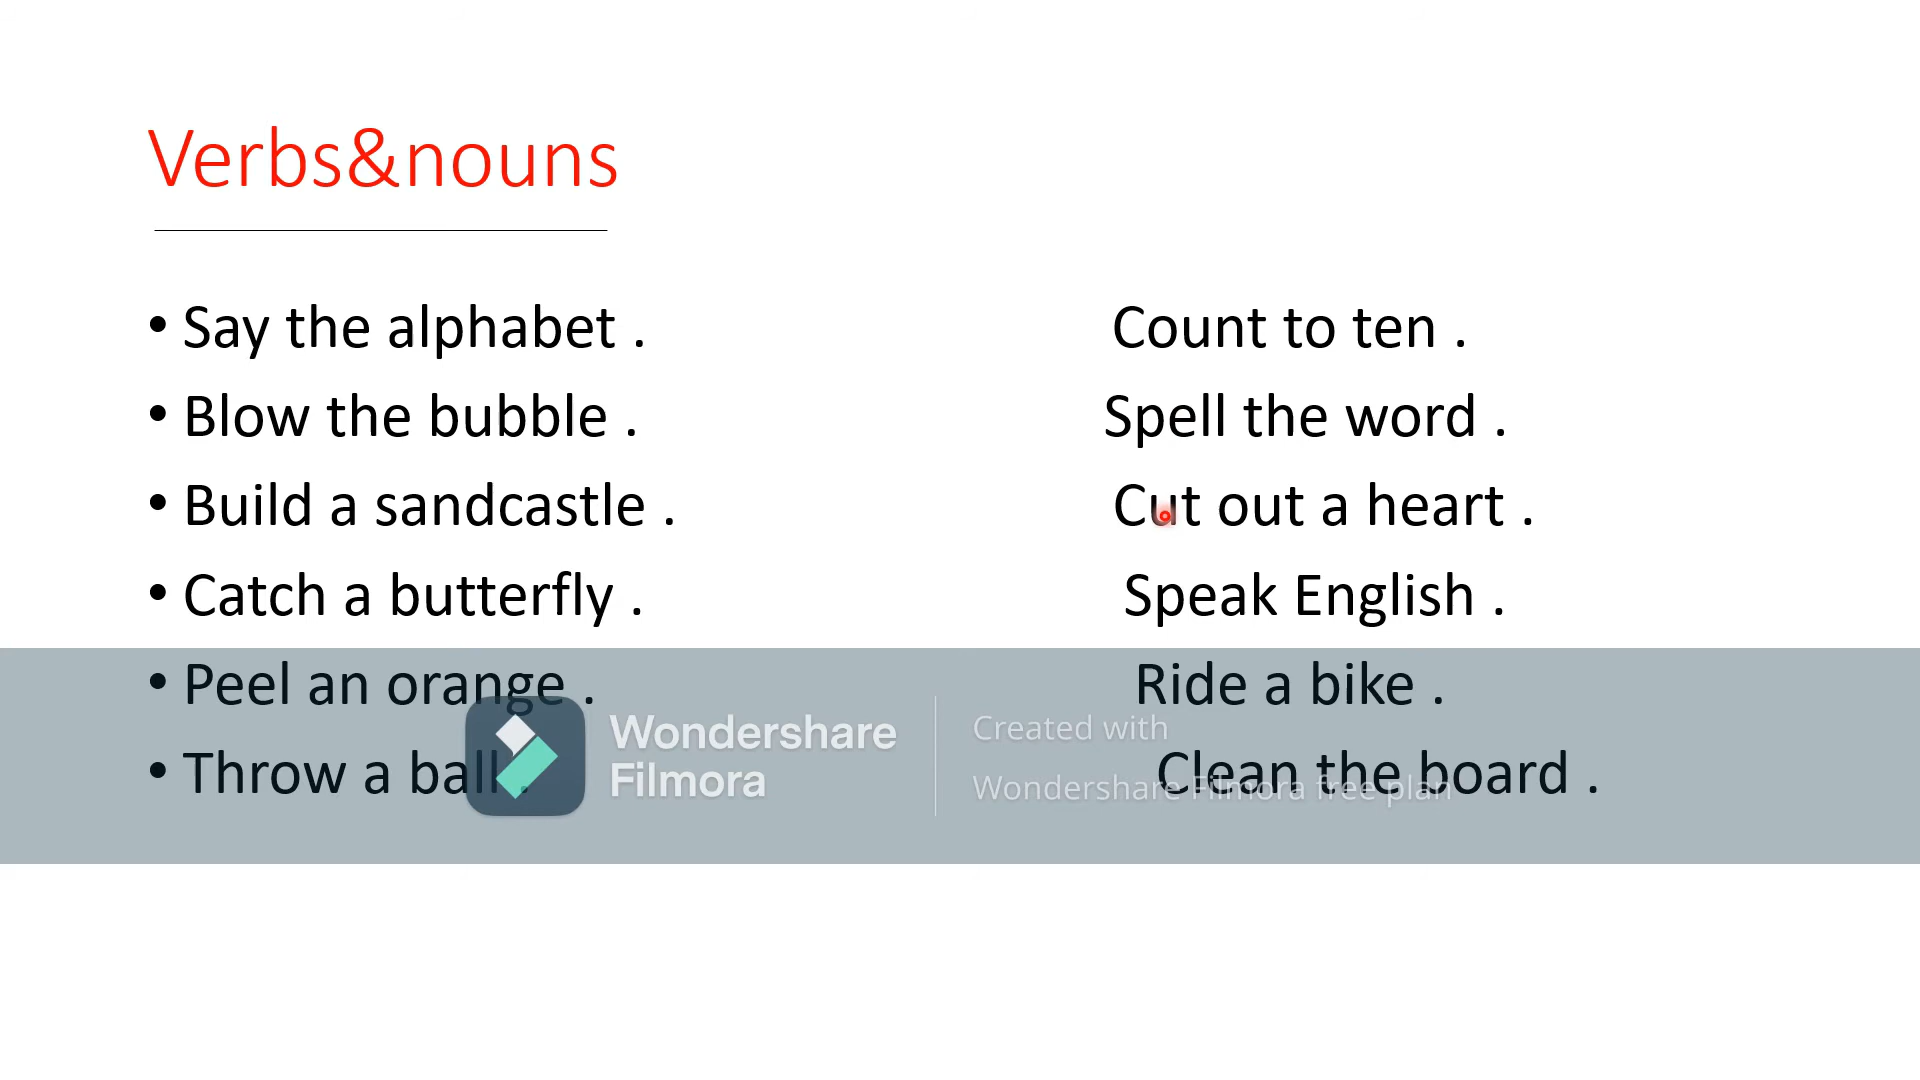 Verbs&nouns
• Say the alphabet . Count to ten .
• Blow the bubble . Spell the word .
• Build a sandcastle . Cut out a heart .
• Catch a butterfly . Speak English .
• Peel an orange . Ride a bike .
• Throw a ball . Clean the board .
Wondershare
Filmora
Created with
Wondershare Filmora free plan